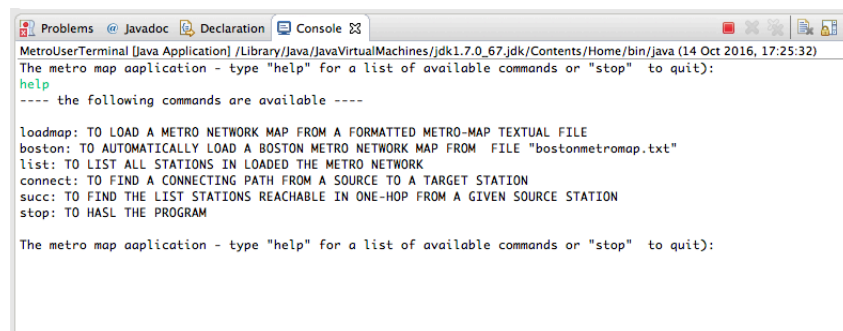 Problems @ Javadoc Declaration Console
MetroUserTerminal [Java Application] /Library/Java/JavaVirtualMachines/jdk1.7.0_67.jdk/Contents/Home/bin/java (14 Oct 2016, 17:25:32)
The metro map aaplication - type "help" for a list of available commands or "stop"  to quit):
help
---- the following commands are available ----
loadmap: TO LOAD A METRO NETWORK MAP FROM A FORMATTED METRO-MAP TEXTUAL FILE
boston: TO AUTOMATICALLY LOAD A BOSTON METRO NETWORK MAP FROM  FILE "bostonmetromap.txt"
list: TO LIST ALL STATIONS IN LOADED THE METRO NETWORK
connect: TO FIND A CONNECTING PATH FROM A SOURCE TO A TARGET STATION
succ: TO FIND THE LIST STATIONS REACHABLE IN ONE-HOP FROM A GIVEN SOURCE STATION
stop: TO HASL THE PROGRAM
The metro map aaplication - type "help" for a list of available commands or "stop"  to quit):